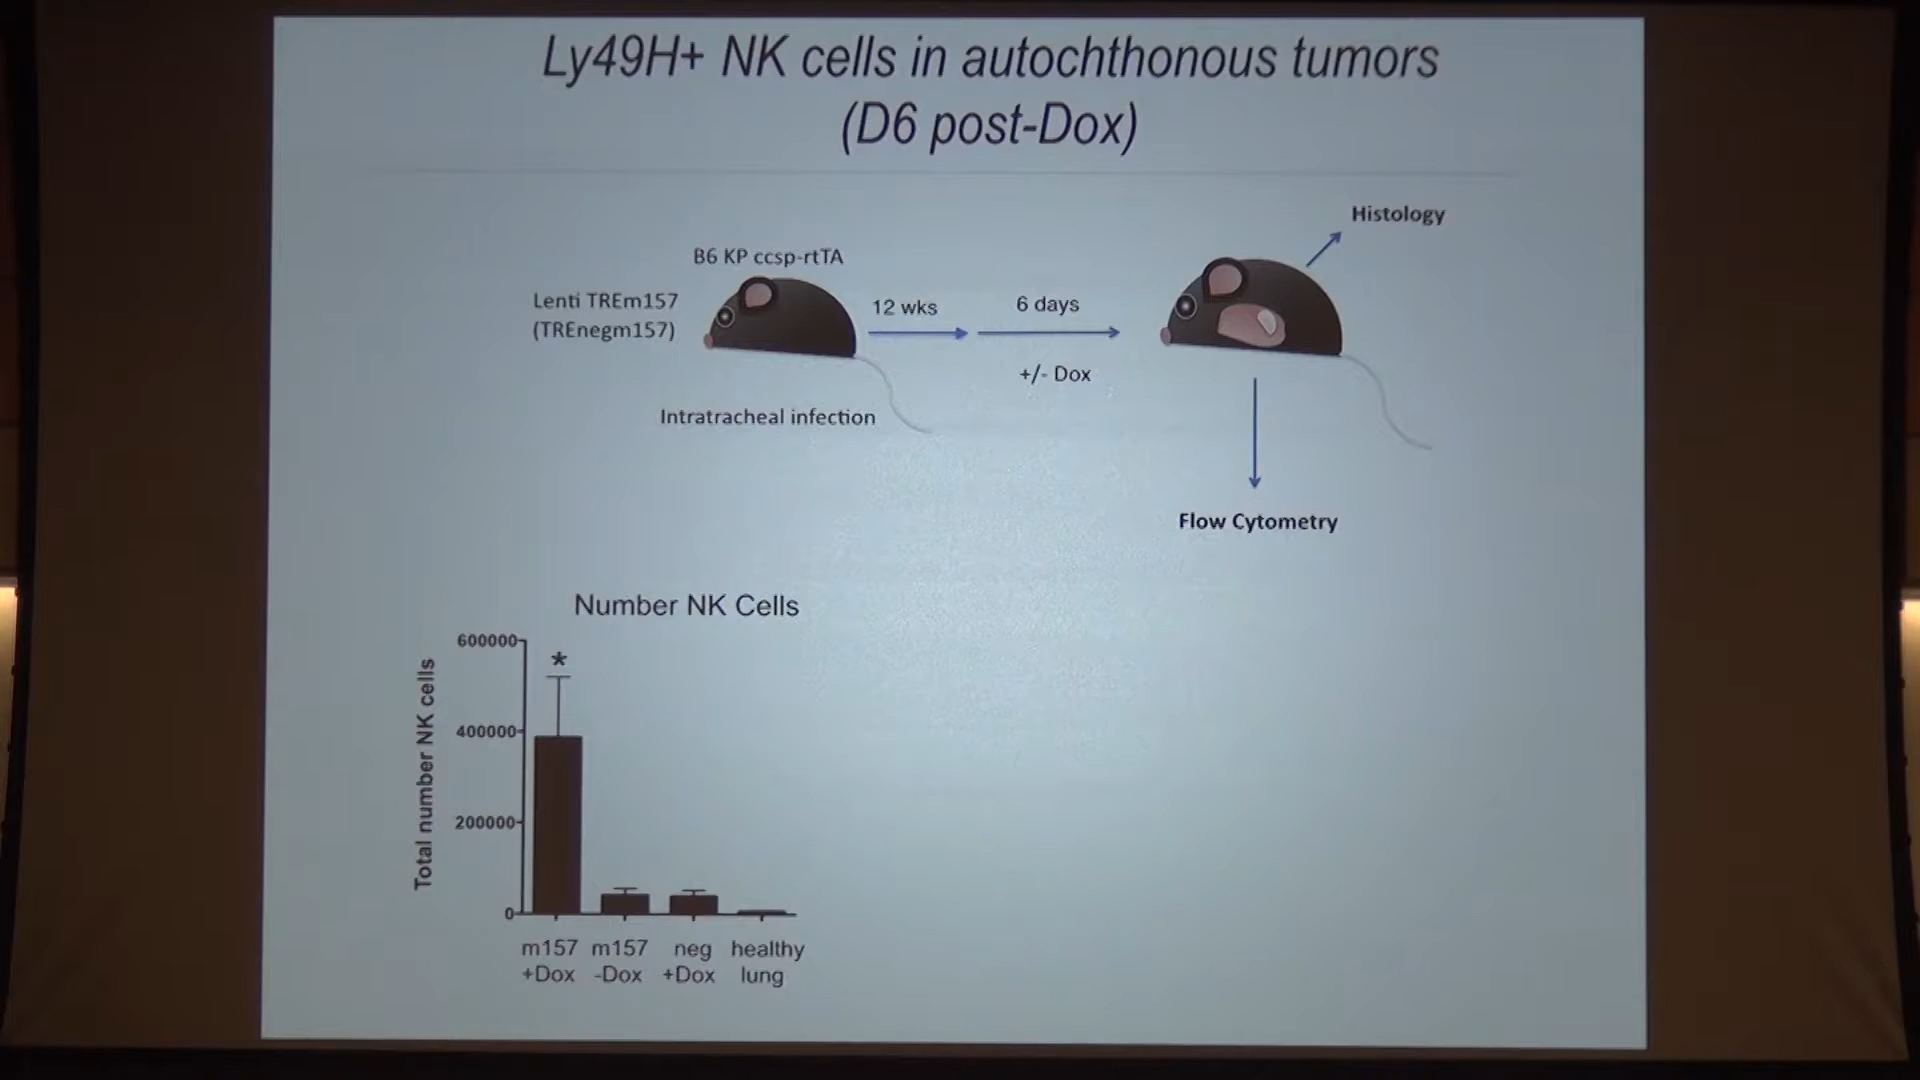 Ly49H+ NK cells in autochthonous tumors
(D6 post-Dox)
Histology
B6 KP ccsp-rtTA
Lenti TREm157
(TREnegm157)
12 wks
6 days
+/- Dox
Intratracheal infection
Flow Cytometry
Number NK Cells
Total number NK cells
600000
*
400000
200000
0
m157 +Dox
m157 -Dox
neg +Dox
healthy lung